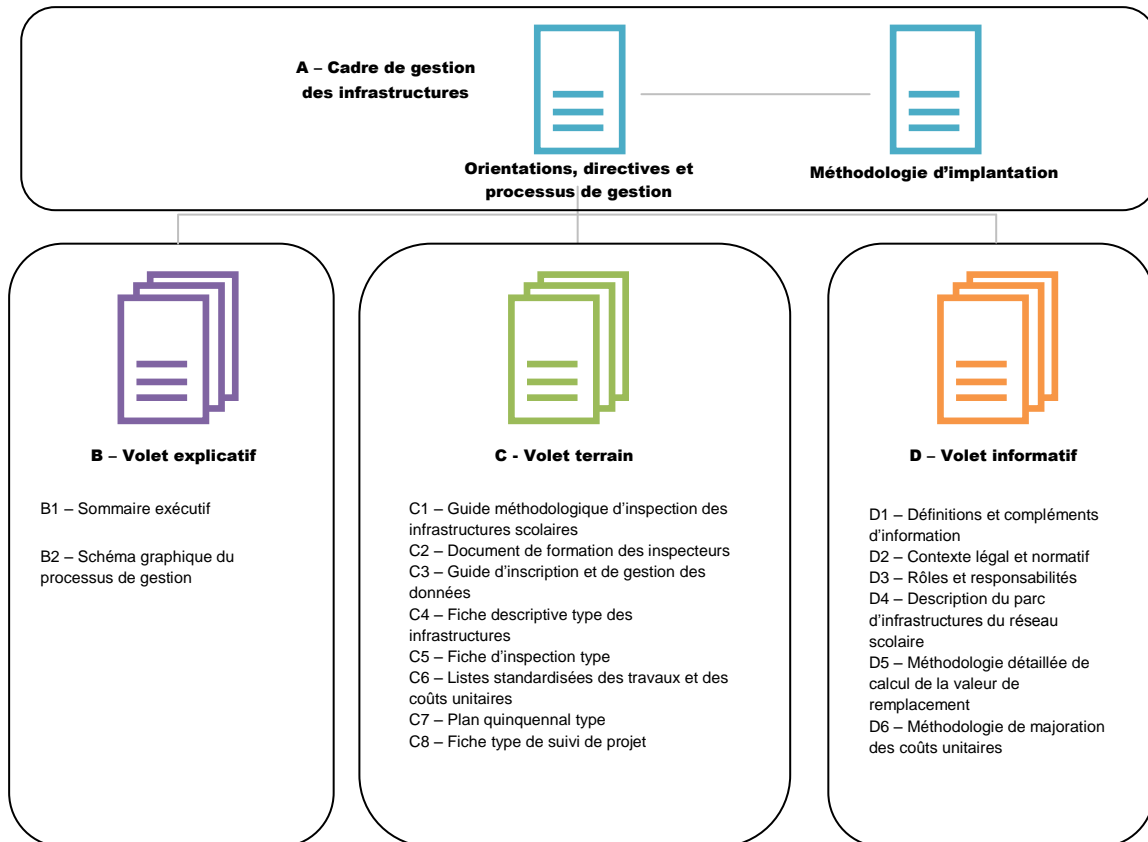 A – Cadre de gestion
des infrastructures
Orientations, directives et
processus de gestion
Méthodologie d'implantation
B – Volet explicatif
B1 – Sommaire exécutif
B2 – Schéma graphique du
processus de gestion
C - Volet terrain
C1 – Guide méthodologique d'inspection des
infrastructures scolaires
C2 – Document de formation des inspecteurs
C3 – Guide d'inscription et de gestion des
données
C4 – Fiche descriptive type des
infrastructures
C5 – Fiche d'inspection type
C6 – Listes standardisées des travaux et des
coûts unitaires
C7 – Plan quinquennal type
C8 – Fiche type de suivi de projet
D – Volet informatif
D1 – Définitions et compléments
d'information
D2 – Contexte légal et normatif
D3 – Rôles et responsabilités
D4 – Description du parc
d'infrastructures du réseau
scolaire
D5 – Méthodologie détaillée de
calcul de la valeur de
remplacement
D6 – Méthodologie de majoration
des coûts unitaires